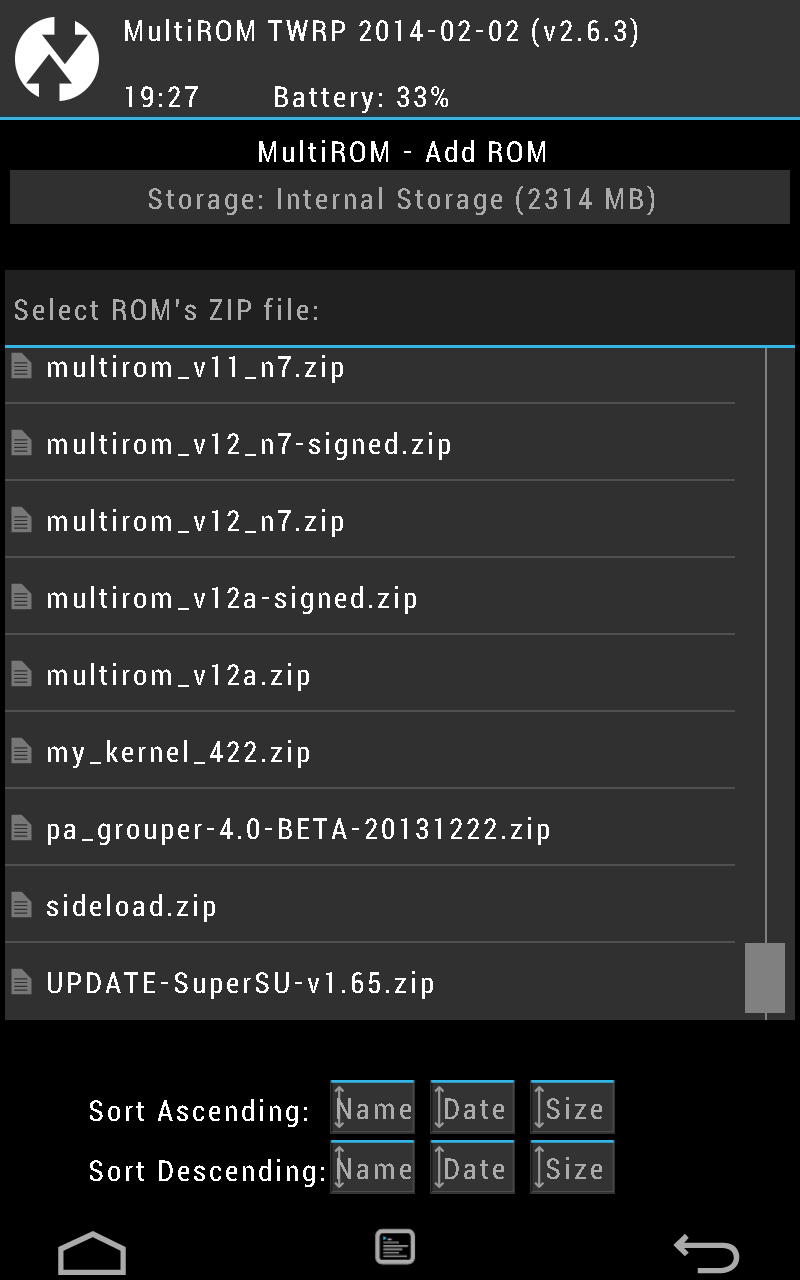 MultiROM TWRP 2014-02-02 (v2.6.3)
19:27 Battery: 33%
MultiROM - Add ROM
Storage: Internal Storage (2314 MB)
Select ROM's ZIP file:
multirom_v11_n7.zip
multirom_v12_n7-signed.zip
multirom_v12_n7.zip
multirom_v12a-signed.zip
multirom_v12a.zip
my_kernel_422.zip
pa_grouper-4.0-BETA-20131222.zip
sideload.zip
UPDATE-SuperSU-v1.65.zip
Sort Ascending: Name Date Size
Sort Descending: Name Date Size